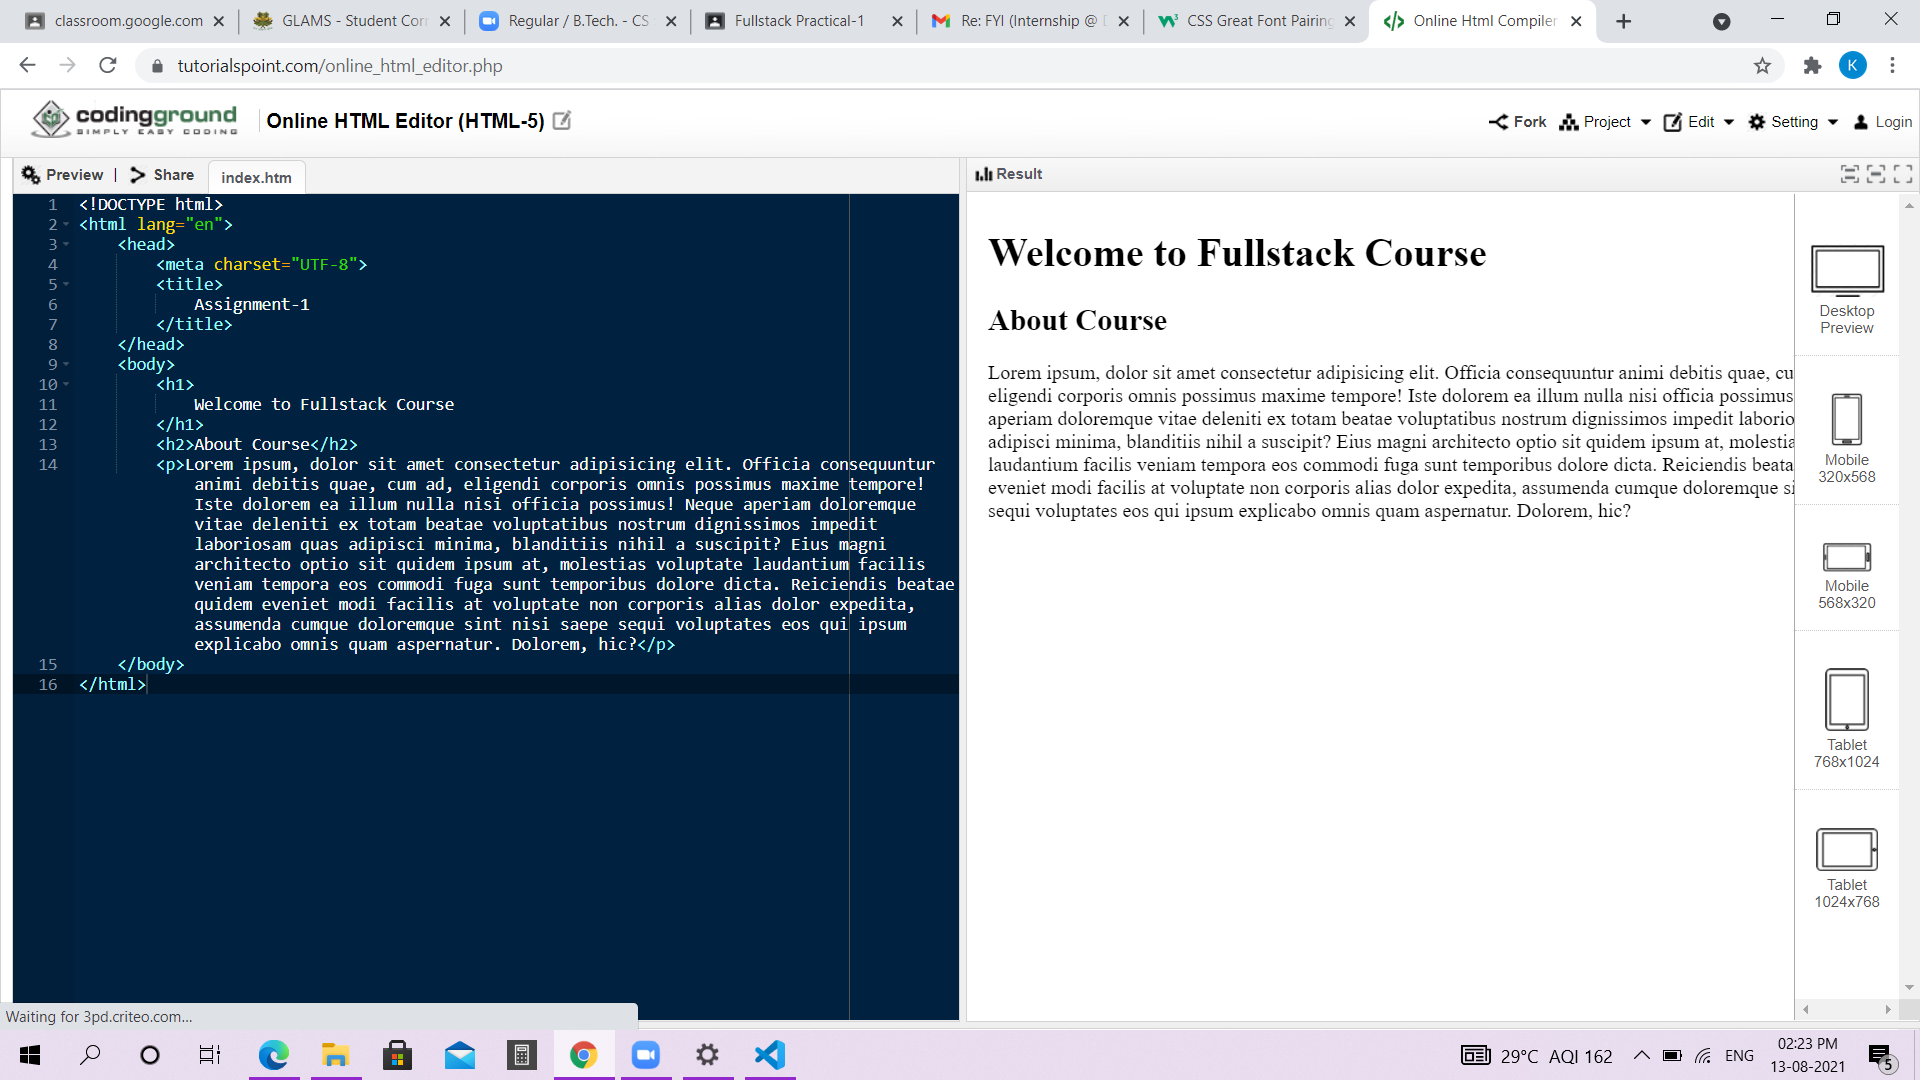 classroom.google.com
GLAMS - Student Corr
Regular / B.Tech. - CS
Fullstack Practical-1
Re: FYI (Internship @
CSS Great Font Pairing
Online Html Compiler
tutorialspoint.com/online_html_editor.php
K
codingground
SIMPLY EASY CODING
Online HTML Editor (HTML-5)
Fork
Project
Edit
Setting
Login
Preview | Share
index.htm
1 <!DOCTYPE html>
2 <html lang="en">
3 <head>
4 <meta charset="UTF-8">
5 <title>
6 Assignment-1
7 </title>
8 </head>
9 <body>
10 <h1>
11 Welcome to Fullstack Course
12 </h1>
13 <h2>About Course</h2>
14 <p>Lorem ipsum, dolor sit amet consectetur adipisicing elit. Officia consequuntur
animi debitis quae, cum ad, eligendi corporis omnis possimus maxime tempore!
Iste dolorem ea illum nulla nisi officia possimus! Neque aperiam doloremque
vitae deleniti ex totam beatae voluptatibus nostrum dignissimos impedit
laboriosam quas adipisci minima, blanditiis nihil a suscipit? Eius magni
architecto optio sit quidem ipsum at, molestias voluptate laudantium facilis
veniam tempora eos commodi fuga sunt temporibus dolore dicta. Reiciendis beatae
quidem eveniet modi facilis at voluptate non corporis alias dolor expedita,
assumenda cumque doloremque sint nisi saepe sequi voluptates eos qui ipsum
explicabo omnis quam aspernatur. Dolorem, hic?</p>
15 </body>
16 </html>
Result
Welcome to Fullstack Course
About Course
Lorem ipsum, dolor sit amet consectetur adipisicing elit. Officia consequuntur animi debitis quae, cu
eligendi corporis omnis possimus maxime tempore! Iste dolorem ea illum nulla nisi officia possimus
aperiam doloremque vitae deleniti ex totam beatae voluptatibus nostrum dignissimos impedit laborio
adipisci minima, blanditiis nihil a suscipit? Eius magni architecto optio sit quidem ipsum at, molestia
laudantium facilis veniam tempora eos commodi fuga sunt temporibus dolore dicta. Reiciendis beata
eveniet modi facilis at voluptate non corporis alias dolor expedita, assumenda cumque doloremque si
sequi voluptates eos qui ipsum explicabo omnis quam aspernatur. Dolorem, hic?
Desktop
Preview
Mobile
320x568
Mobile
568x320
Tablet
768x1024
Tablet
1024x768
Waiting for 3pd.criteo.com...
29°C AQI 162
ENG
02:23 PM
13-08-2021
5